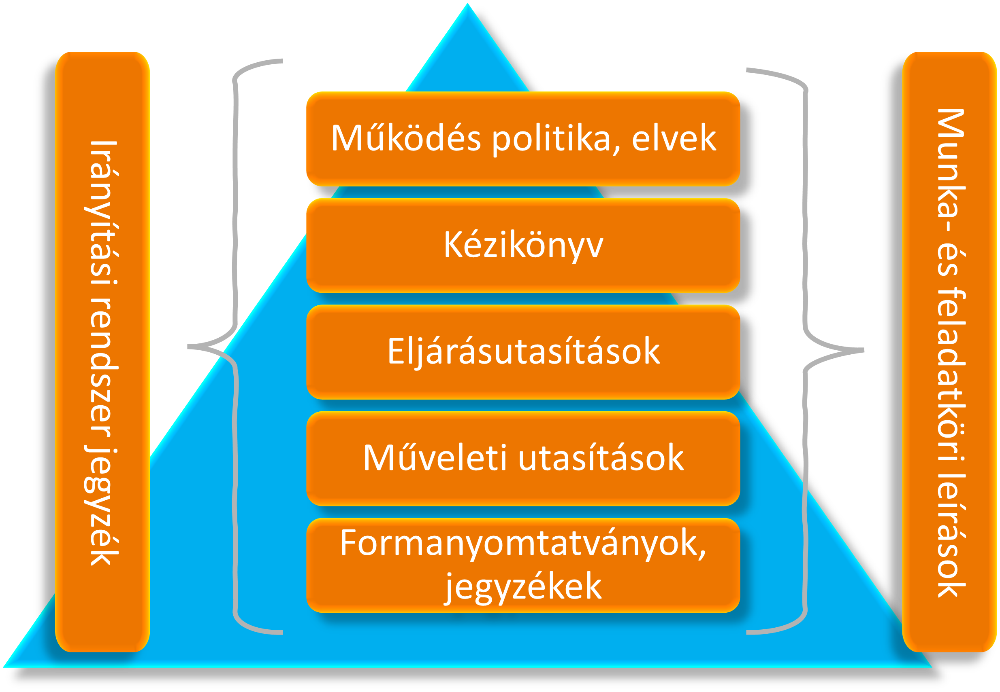 Irányítási rendszer jegyzék
Működés politika, elvek
Kézikönyv
Eljárásutasítások
Műveleti utasítások
Formanyomtatványok,
jegyzékek
Munka- és feladatköri leírások